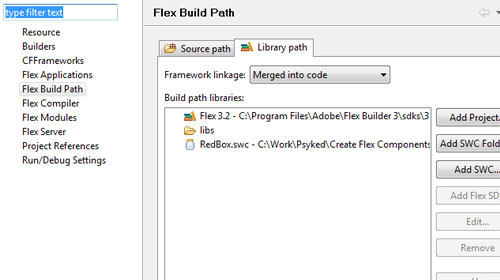 type filter text
Resource
Builders
CFFrameworks
Flex Applications
Flex Build Path
Flex Compiler
Flex Modules
Flex Server
Project References
Run/Debug Settings
Flex Build Path
Source path
Library path
Framework linkage: Merged into code
Build path libraries:
Flex 3.2 - C:\Program Files\Adobe\Flex Builder 3\sdks\3
libs
RedBox.swc - C:\Work\Psyked\Create Flex Components
Add Project..
Add SWC Fold
Add SWC...
Add Flex SD
Edit...
Remove